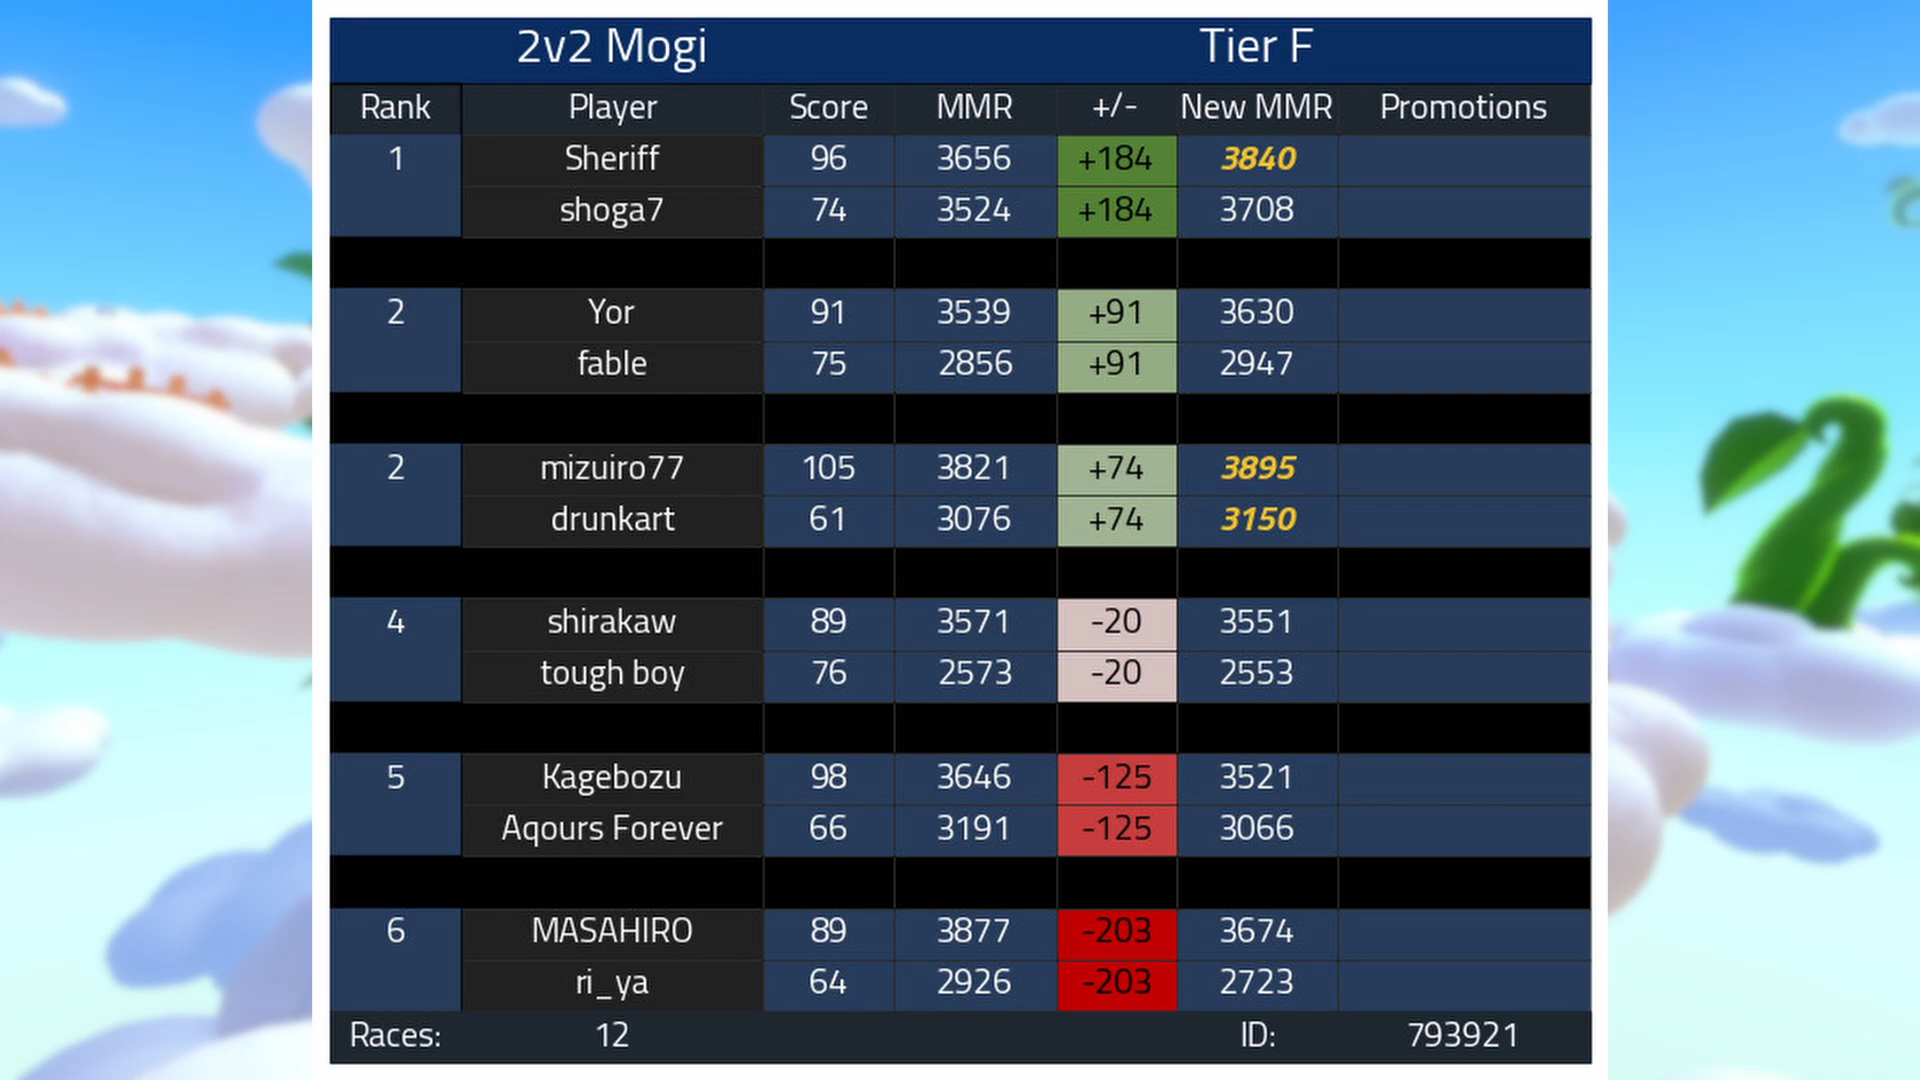 2v2 Mogi Tier F
Rank Player Score MMR +/- New MMR Promotions
1 Sheriff 96 3656 +184 3840
shoga7 74 3524 +184 3708
2 Yor 91 3539 +91 3630
fable 75 2856 +91 2947
2 mizuiro77 105 3821 +74 3895
drunkart 61 3076 +74 3150
4 shirakaw 89 3571 -20 3551
tough boy 76 2573 -20 2553
5 Kagebozu 98 3646 -125 3521
Aqours Forever 66 3191 -125 3066
6 MASAHIRO 89 3877 -203 3674
ri_ya 64 2926 -203 2723
Races: 12 ID: 793921